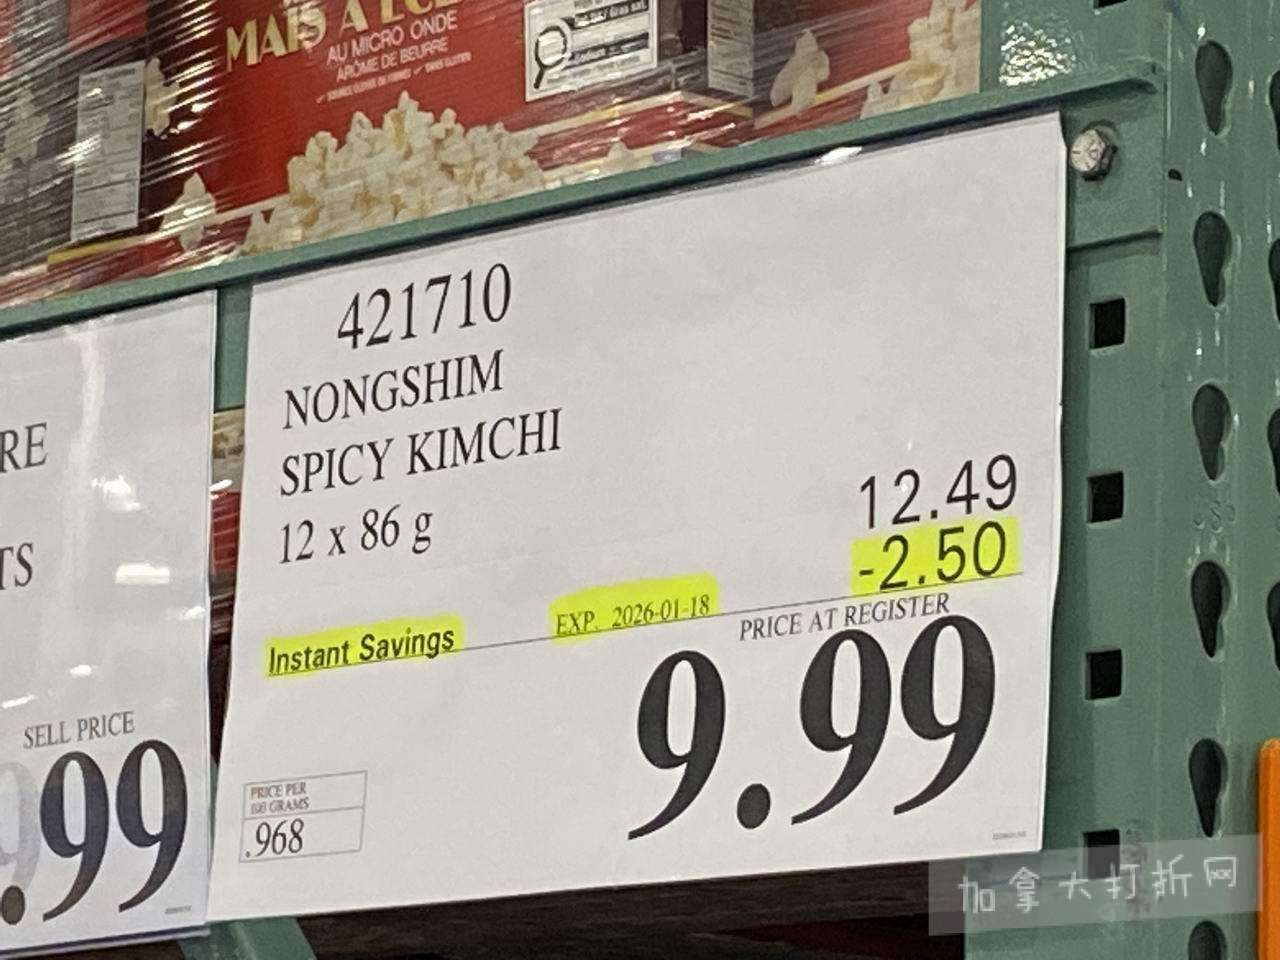 MAÏS À
AU MICRO ONDE
ARÔME DE BEURRE
RE
TS
SELL PRICE
.99
421710
NONGSHIM
SPICY KIMCHI
12 x 86 g
12.49
-2.50
Instant Savings
EXP. 2026-01-18
PRICE AT REGISTER
9.99
PRICE PER
100 GRAMS
.968
加拿大打折网